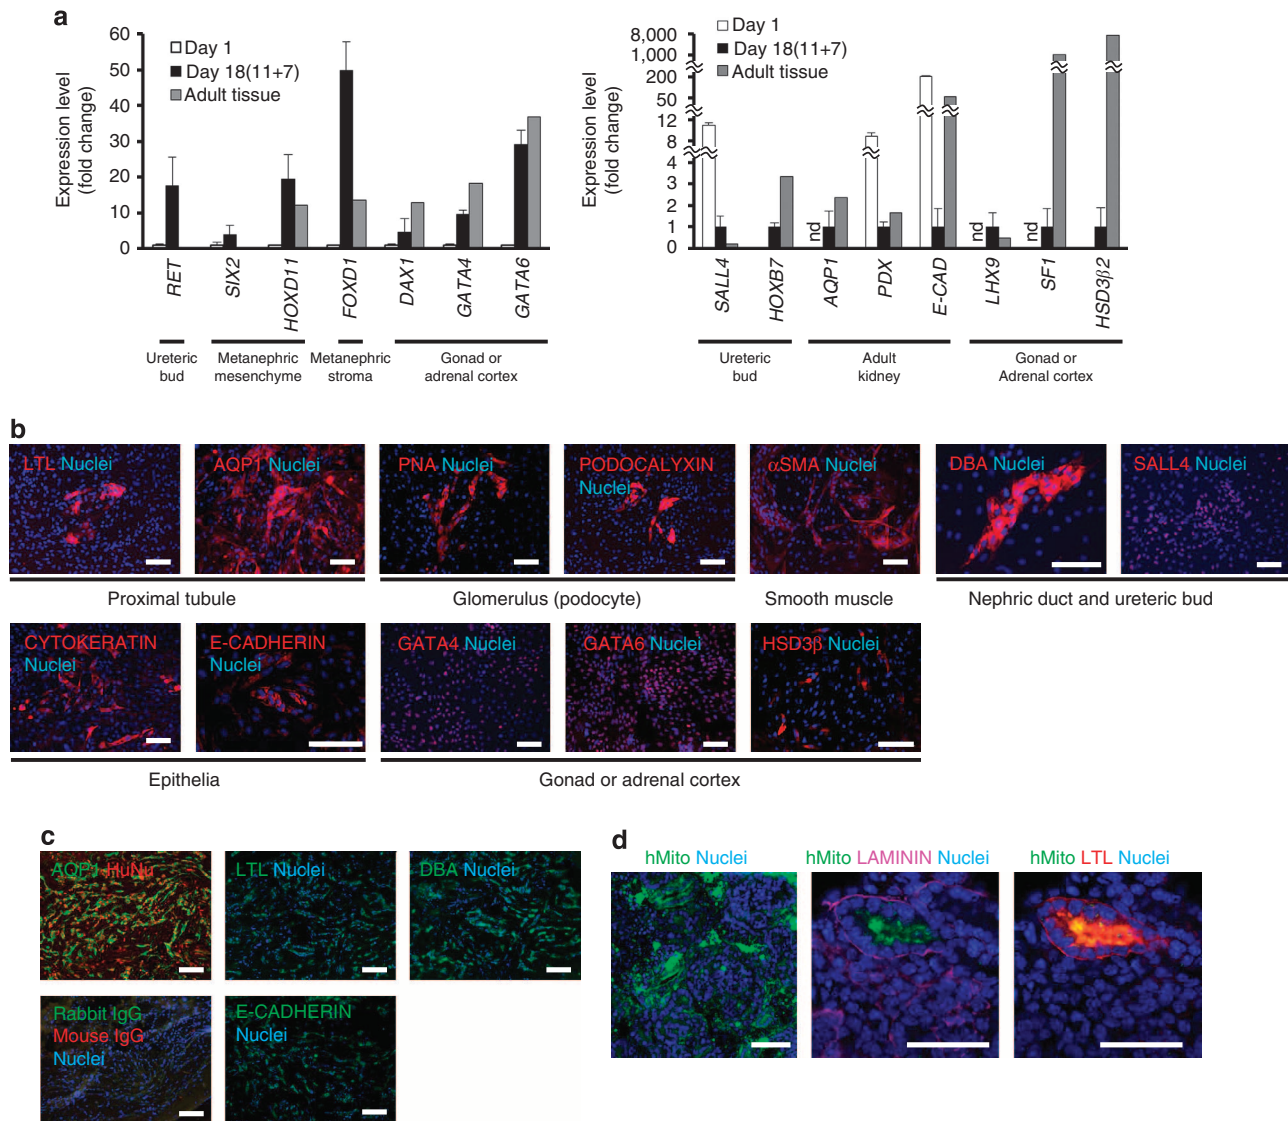 a
60
50
40
30
20
10
0
Expression level
(fold change)
Day 1
Day 18(11+7)
Adult tissue
RET
SIX2
HOXD11
FOXD1
DAX1
GATA4
GATA6
Ureteric
bud
Metanephric
mesenchyme
Metanephric
stroma
Gonad or
adrenal cortex
8,000
1,000
200
50
12
8
4
3
2
1
0
Expression level
(fold change)
Day 1
Day 18(11+7)
Adult tissue
nd
nd
nd
SALL4
HOXB7
AQP1
PDX
E-CAD
LHX9
SF1
HSD3β2
Ureteric
bud
Adult
kidney
Gonad or
Adrenal cortex
b
LTL Nuclei
AQP1 Nuclei
PNA Nuclei
PODOCALYXIN
Nuclei
αSMA Nuclei
DBA Nuclei
SALL4 Nuclei
Proximal tubule
Glomerulus (podocyte)
Smooth muscle
Nephric duct and ureteric bud
CYTOKERATIN
Nuclei
E-CADHERIN
Nuclei
GATA4 Nuclei
GATA6 Nuclei
HSD3β Nuclei
Epithelia
Gonad or adrenal cortex
c
AQP1 HuNu
LTL Nuclei
DBA Nuclei
Rabbit IgG
Mouse IgG
Nuclei
E-CADHERIN
Nuclei
d
hMito Nuclei
hMito LAMININ Nuclei
hMito LTL Nuclei